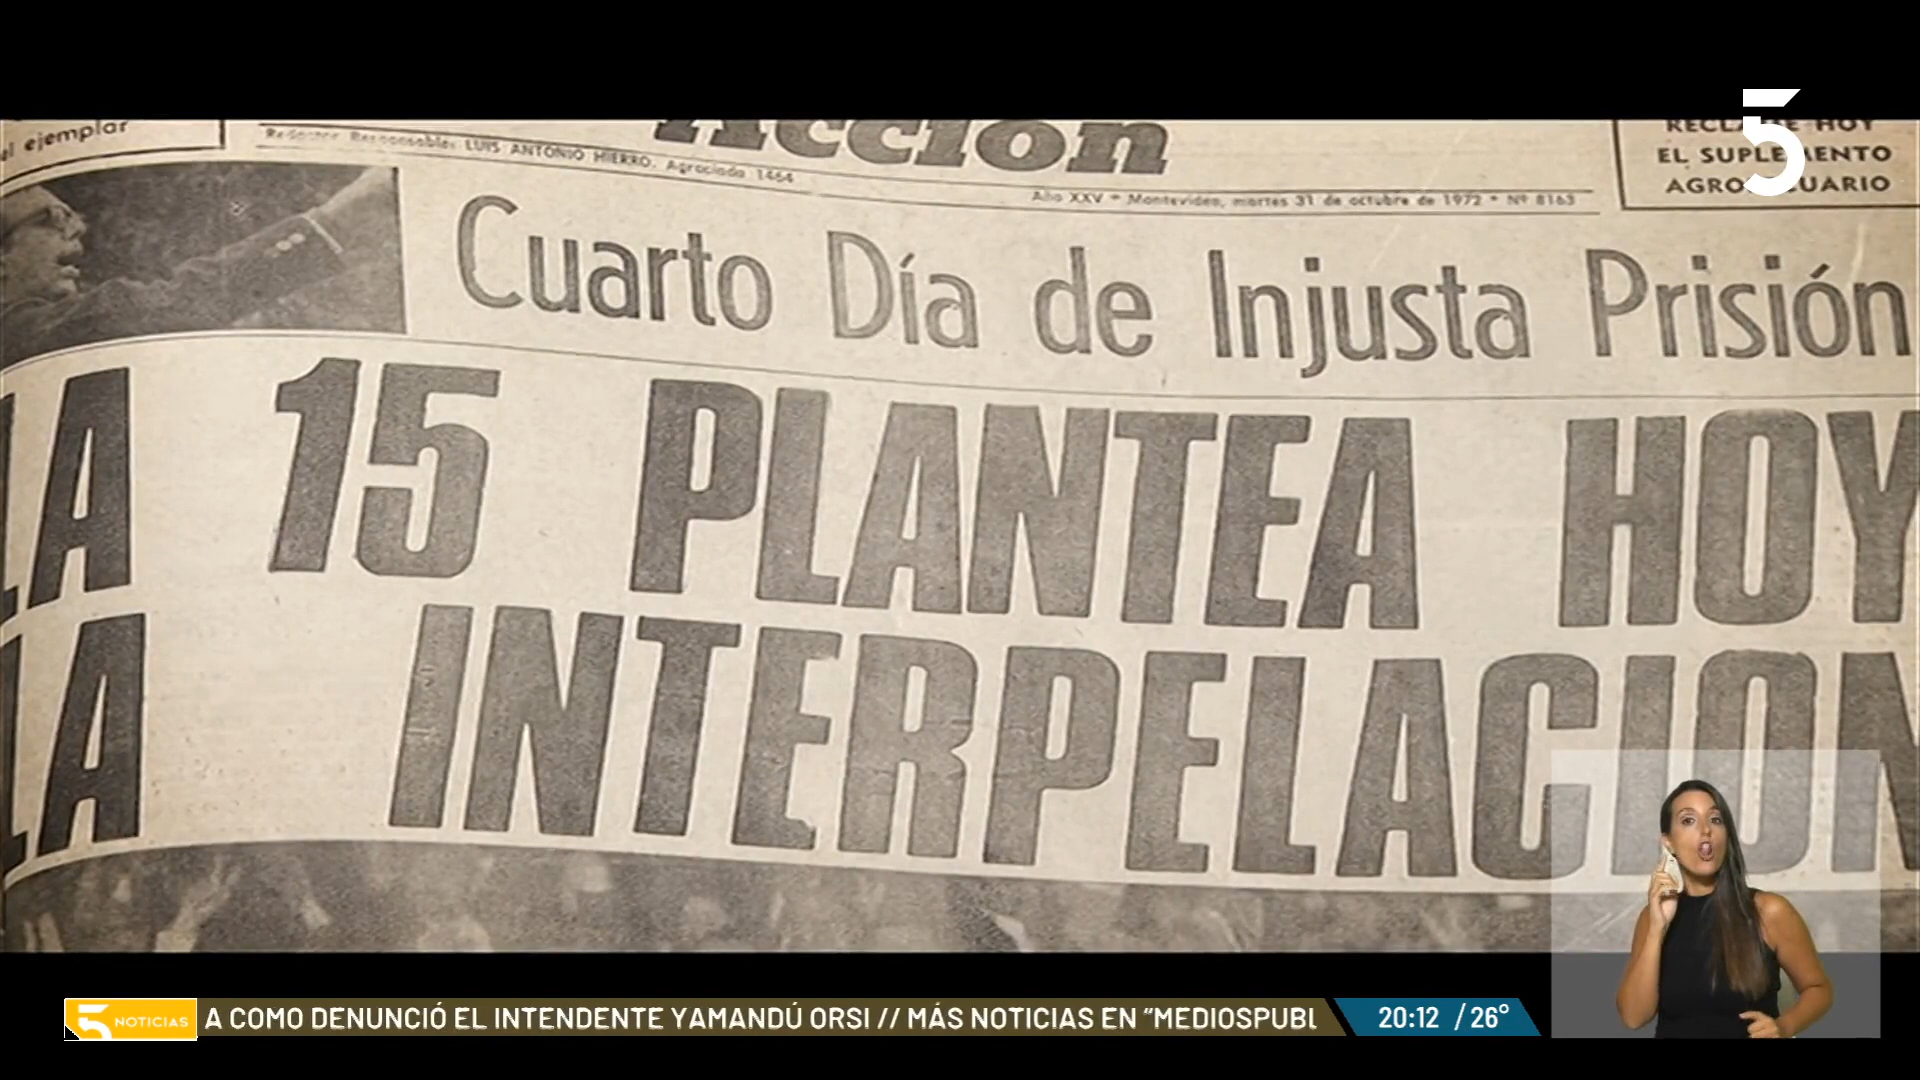 el ejemplar
Acción
Redactor Responsable: LUIS ANTONIO HIERRO. Agraciada 1464
Año XXV - Montevideo, martes 31 de octubre de 1972 - Nº 8163
RECLAME HOY
EL SUPLEMENTO
AGROPECUARIO
5
Cuarto Día de Injusta Prisión
LA 15 PLANTEA HOY
LA INTERPELACION
5 NOTICIAS
A COMO DENUNCIÓ EL INTENDENTE YAMANDÚ ORSI // MÁS NOTICIAS EN “MEDIOSPUBL
20:12 / 26°